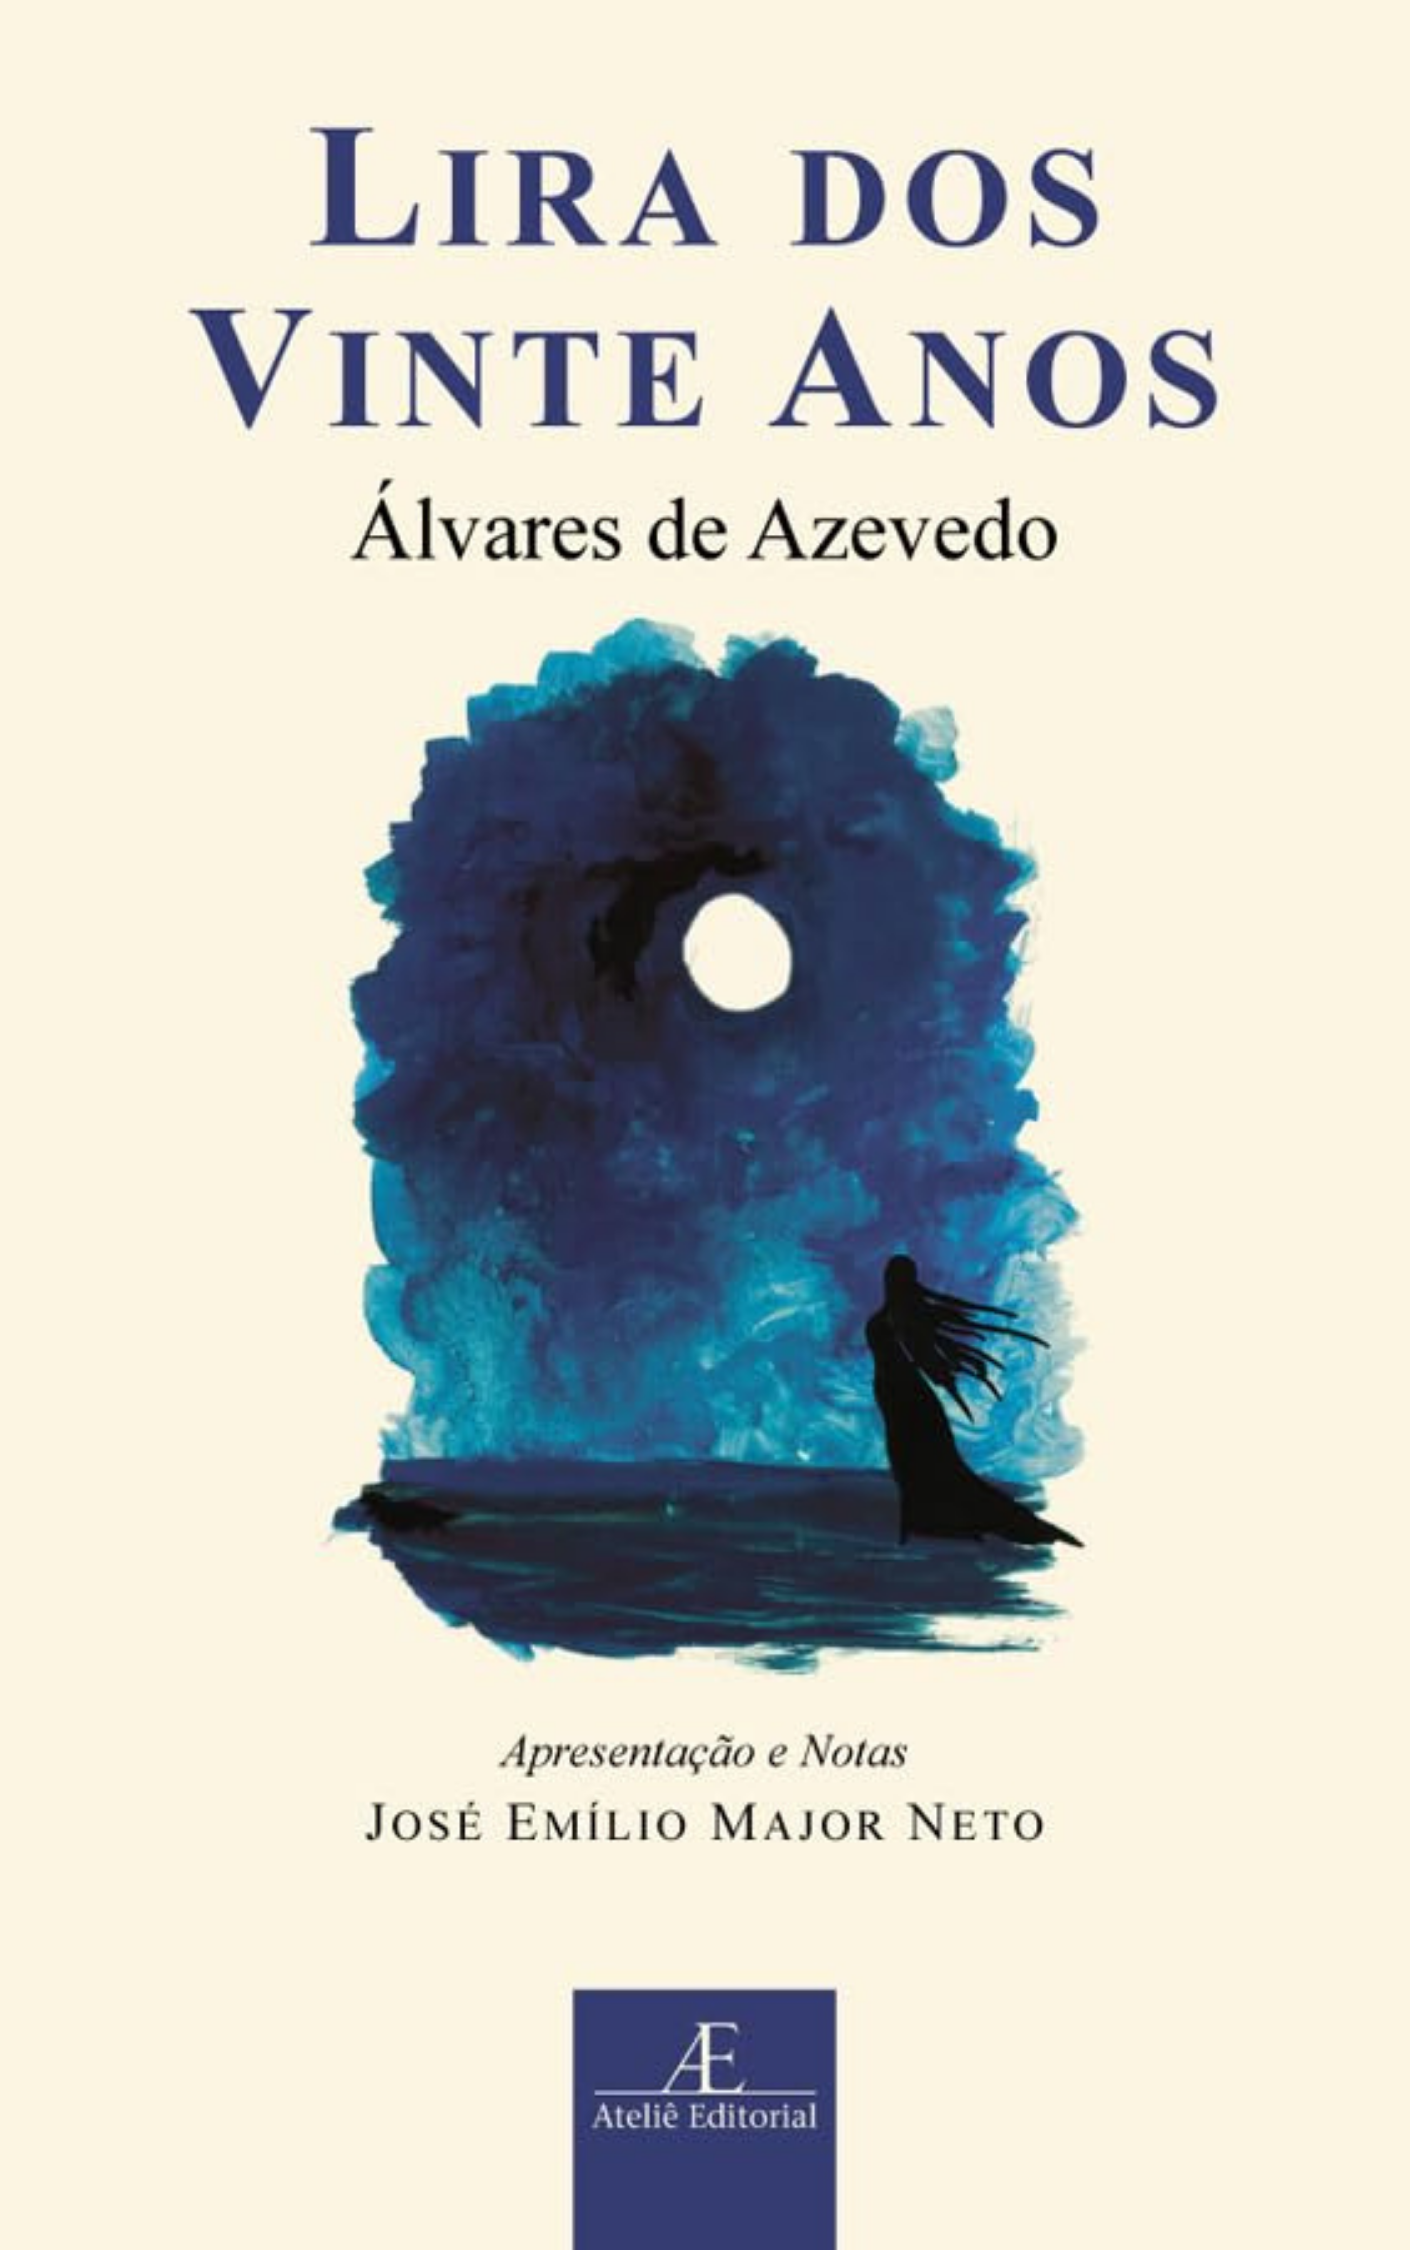 LIRA DOS
VINTE ANOS
Álvares de Azevedo
Apresentação e Notas
JOSÉ EMÍLIO MAJOR NETO
Æ
Ateliê Editorial